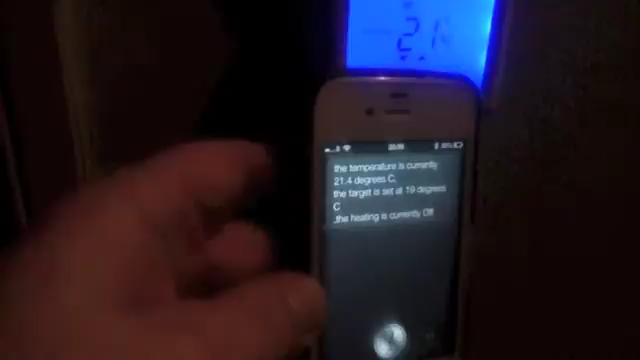 the temperature is currently
21.4 degrees C,
the target is set at 19 degrees
C
,the heating is currently Off